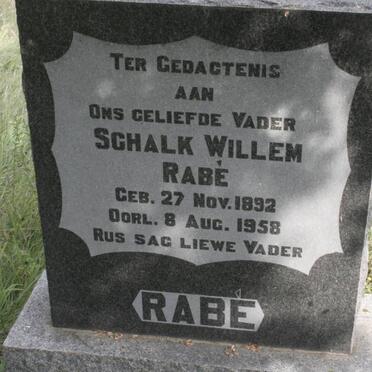 TER GEDAGTENIS
AAN
ONS GELIEFDE VADER
SCHALK WILLEM
RABÉ
GEB. 27 NOV. 1892
OORL. 8 AUG. 1958
RUS SAG LIEWE VADER
RABÉ